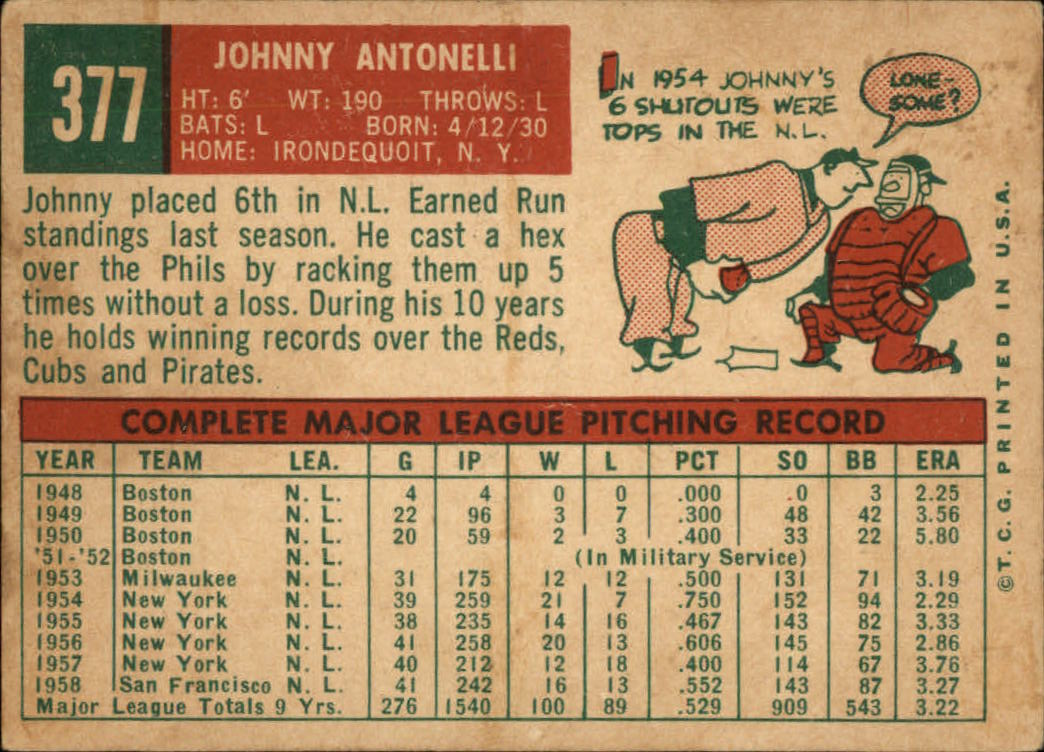 377
JOHNNY ANTONELLI
HT: 6' WT: 190 THROWS: L
BATS: L BORN: 4/12/30
HOME: IRONDEQUOIT, N. Y.
IN 1954 JOHNNY'S
6 SHUTOUTS WERE
TOPS IN THE N.L.
LONE-
SOME?
Johnny placed 6th in N.L. Earned Run
standings last season. He cast a hex
over the Phils by racking them up 5
times without a loss. During his 10 years
he holds winning records over the Reds,
Cubs and Pirates.
COMPLETE MAJOR LEAGUE PITCHING RECORD
YEAR TEAM LEA. G IP W L PCT SO BB ERA
1948 Boston N. L. 4 4 0 0 .000 0 3 2.25
1949 Boston N. L. 22 96 3 7 .300 48 42 3.56
1950 Boston N. L. 20 59 2 3 .400 33 22 5.80
'51-'52 Boston N. L. (In Military Service)
1953 Milwaukee N. L. 31 175 12 12 .500 131 71 3.19
1954 New York N. L. 39 259 21 7 .750 152 94 2.29
1955 New York N. L. 38 235 14 16 .467 143 82 3.33
1956 New York N. L. 41 258 20 13 .606 145 75 2.86
1957 New York N. L. 40 212 12 18 .400 114 67 3.76
1958 San Francisco N. L. 41 242 16 13 .552 143 87 3.27
Major League Totals 9 Yrs. 276 1540 100 89 .529 909 543 3.22
©T. C. G. PRINTED IN U.S.A.